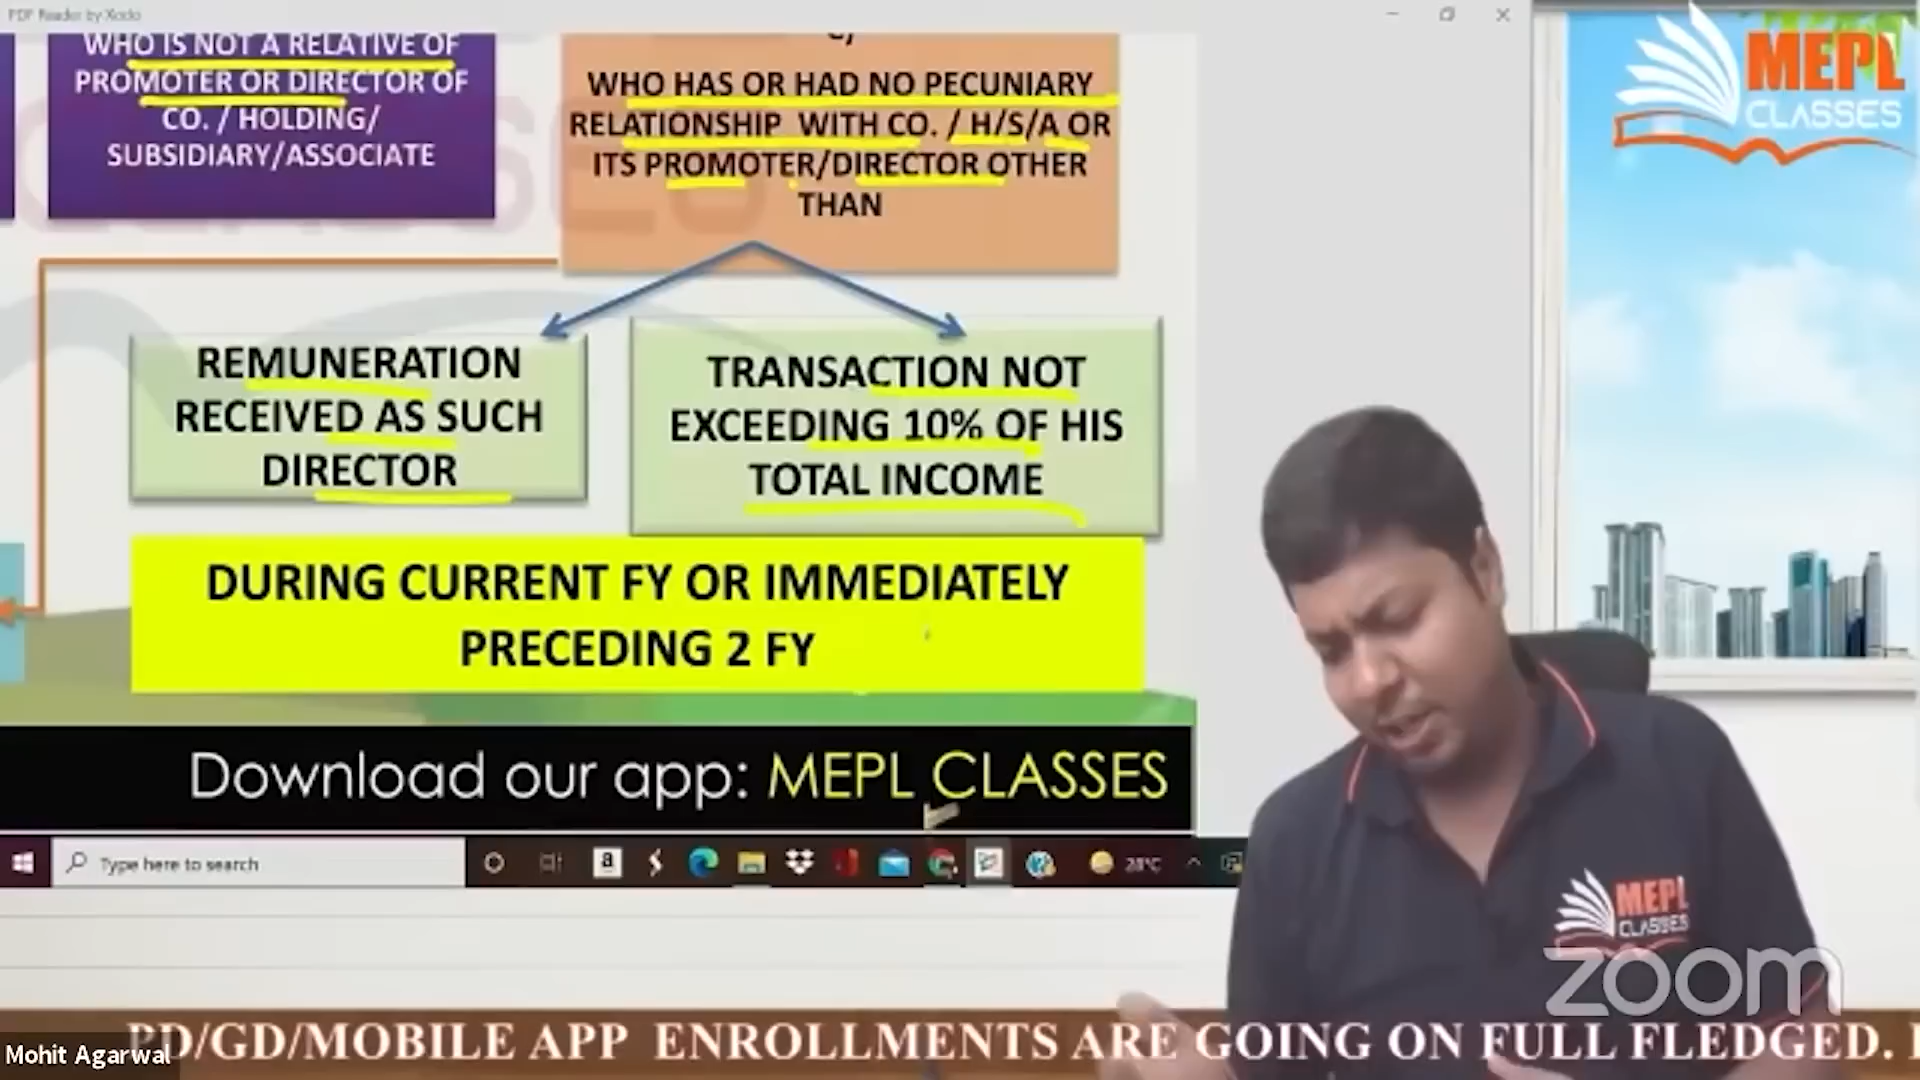 PDF Reader by Xodo
WHO IS NOT A RELATIVE OF
PROMOTER OR DIRECTOR OF
CO. / HOLDING/
SUBSIDIARY/ASSOCIATE
WHO HAS OR HAD NO PECUNIARY
RELATIONSHIP WITH CO. / H/S/A OR
ITS PROMOTER/DIRECTOR OTHER
THAN
REMUNERATION
RECEIVED AS SUCH
DIRECTOR
TRANSACTION NOT
EXCEEDING 10% OF HIS
TOTAL INCOME
DURING CURRENT FY OR IMMEDIATELY
PRECEDING 2 FY
Download our app: MEPL CLASSES
Type here to search
28°C
MEPL
CLASSES
MEPL
CLASSES
zoom
PD/GD/MOBILE APP ENROLLMENTS ARE GOING ON FULL FLEDGED.
Mohit Agarwal